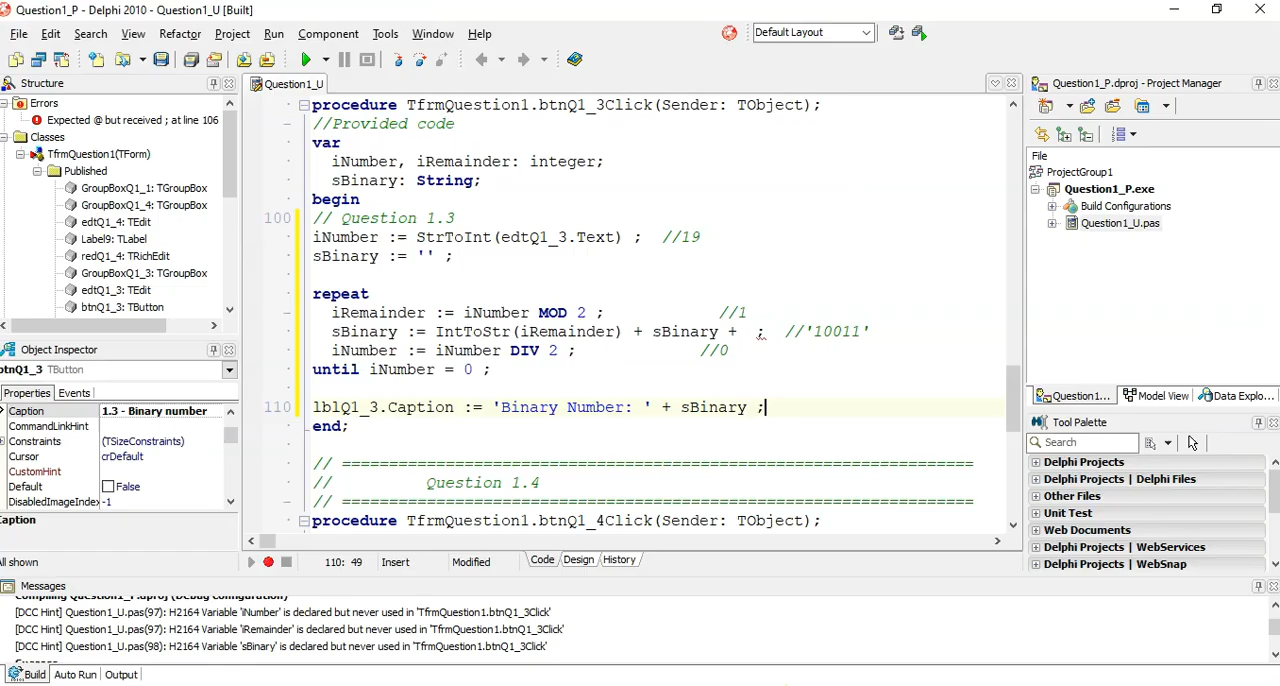 Question1_P - Delphi 2010 - Question1_U [Built]
File Edit Search View Refactor Project Run Component Tools Window Help
Default Layout
Structure
Errors
Expected @ but received ; at line 106
Classes
TfrmQuestion1(TForm)
Published
GroupBoxQ1_1: TGroupBox
GroupBoxQ1_4: TGroupBox
edtQ1_4: TEdit
Label9: TLabel
redQ1_4: TRichEdit
GroupBoxQ1_3: TGroupBox
edtQ1_3: TEdit
btnQ1_3: TButton
Object Inspector
btnQ1_3 TButton
Properties Events
Caption 1.3 - Binary number
CommandLinkHint
Constraints (TSizeConstraints)
Cursor crDefault
CustomHint
Default False
DisabledImageIndex -1
Caption
All shown
Question1_U
procedure TfrmQuestion1.btnQ1_3Click(Sender: TObject);
//Provided code
var
iNumber, iRemainder: integer;
sBinary: String;
begin
100 // Question 1.3
iNumber := StrToInt(edtQ1_3.Text) ; //19
sBinary := '' ;
repeat
iRemainder := iNumber MOD 2 ; //1
sBinary := IntToStr(iRemainder) + sBinary + ; //'10011'
iNumber := iNumber DIV 2 ; //0
until iNumber = 0 ;
110 lblQ1_3.Caption := 'Binary Number: ' + sBinary ;
end;
// ===================================================================
// Question 1.4
// ===================================================================
procedure TfrmQuestion1.btnQ1_4Click(Sender: TObject);
110: 49 Insert Modified Code Design History
Question1_P.dproj - Project Manager
File
ProjectGroup1
Question1_P.exe
Build Configurations
Question1_U.pas
Question1... Model View Data Explo...
Tool Palette
Search
Delphi Projects
Delphi Projects | Delphi Files
Other Files
Unit Test
Web Documents
Delphi Projects | WebServices
Delphi Projects | WebSnap
Messages
Compiling Question1_P.dproj (Debug configuration)
[DCC Hint] Question1_U.pas(97): H2164 Variable 'iNumber' is declared but never used in 'TfrmQuestion1.btnQ1_3Click'
[DCC Hint] Question1_U.pas(97): H2164 Variable 'iRemainder' is declared but never used in 'TfrmQuestion1.btnQ1_3Click'
[DCC Hint] Question1_U.pas(98): H2164 Variable 'sBinary' is declared but never used in 'TfrmQuestion1.btnQ1_3Click'
Success
Build Auto Run Output